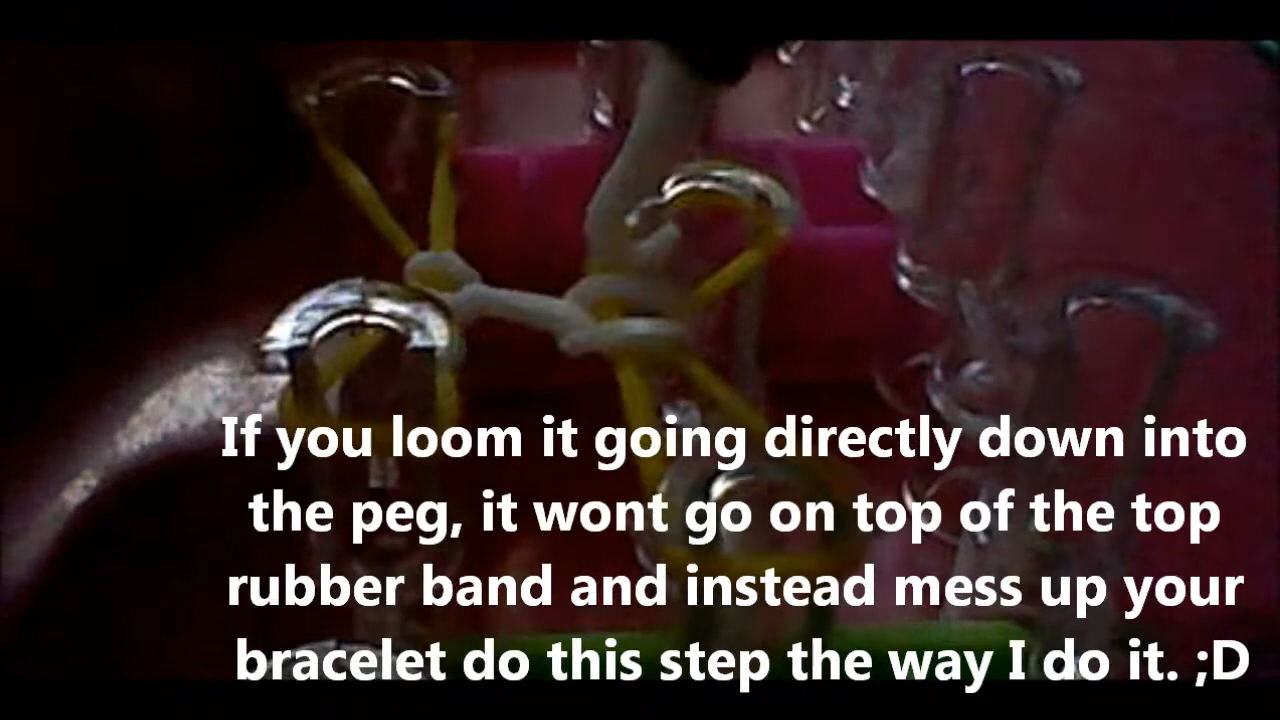 If you loom it going directly down into
the peg, it wont go on top of the top
rubber band and instead mess up your
bracelet do this step the way I do it. ;D